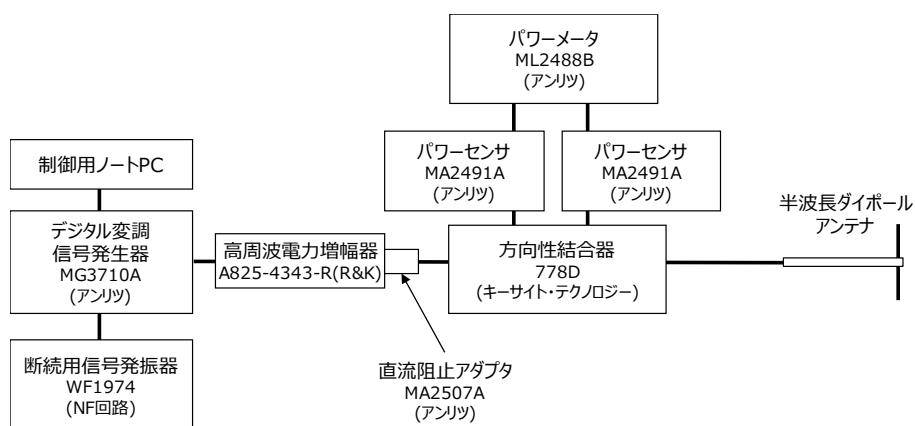 パワーメータ
ML2488B
(アンリツ)
パワーセンサ
MA2491A
(アンリツ)
パワーセンサ
MA2491A
(アンリツ)
制御用ノートPC
デジタル変調
信号発生器
MG3710A
(アンリツ)
高周波電力増幅器
A825-4343-R(R&K)
方向性結合器
778D
(キーサイト・テクノロジー)
半波長ダイポール
アンテナ
断続用信号発振器
WF1974
(NF回路)
直流阻止アダプタ
MA2507A
(アンリツ)